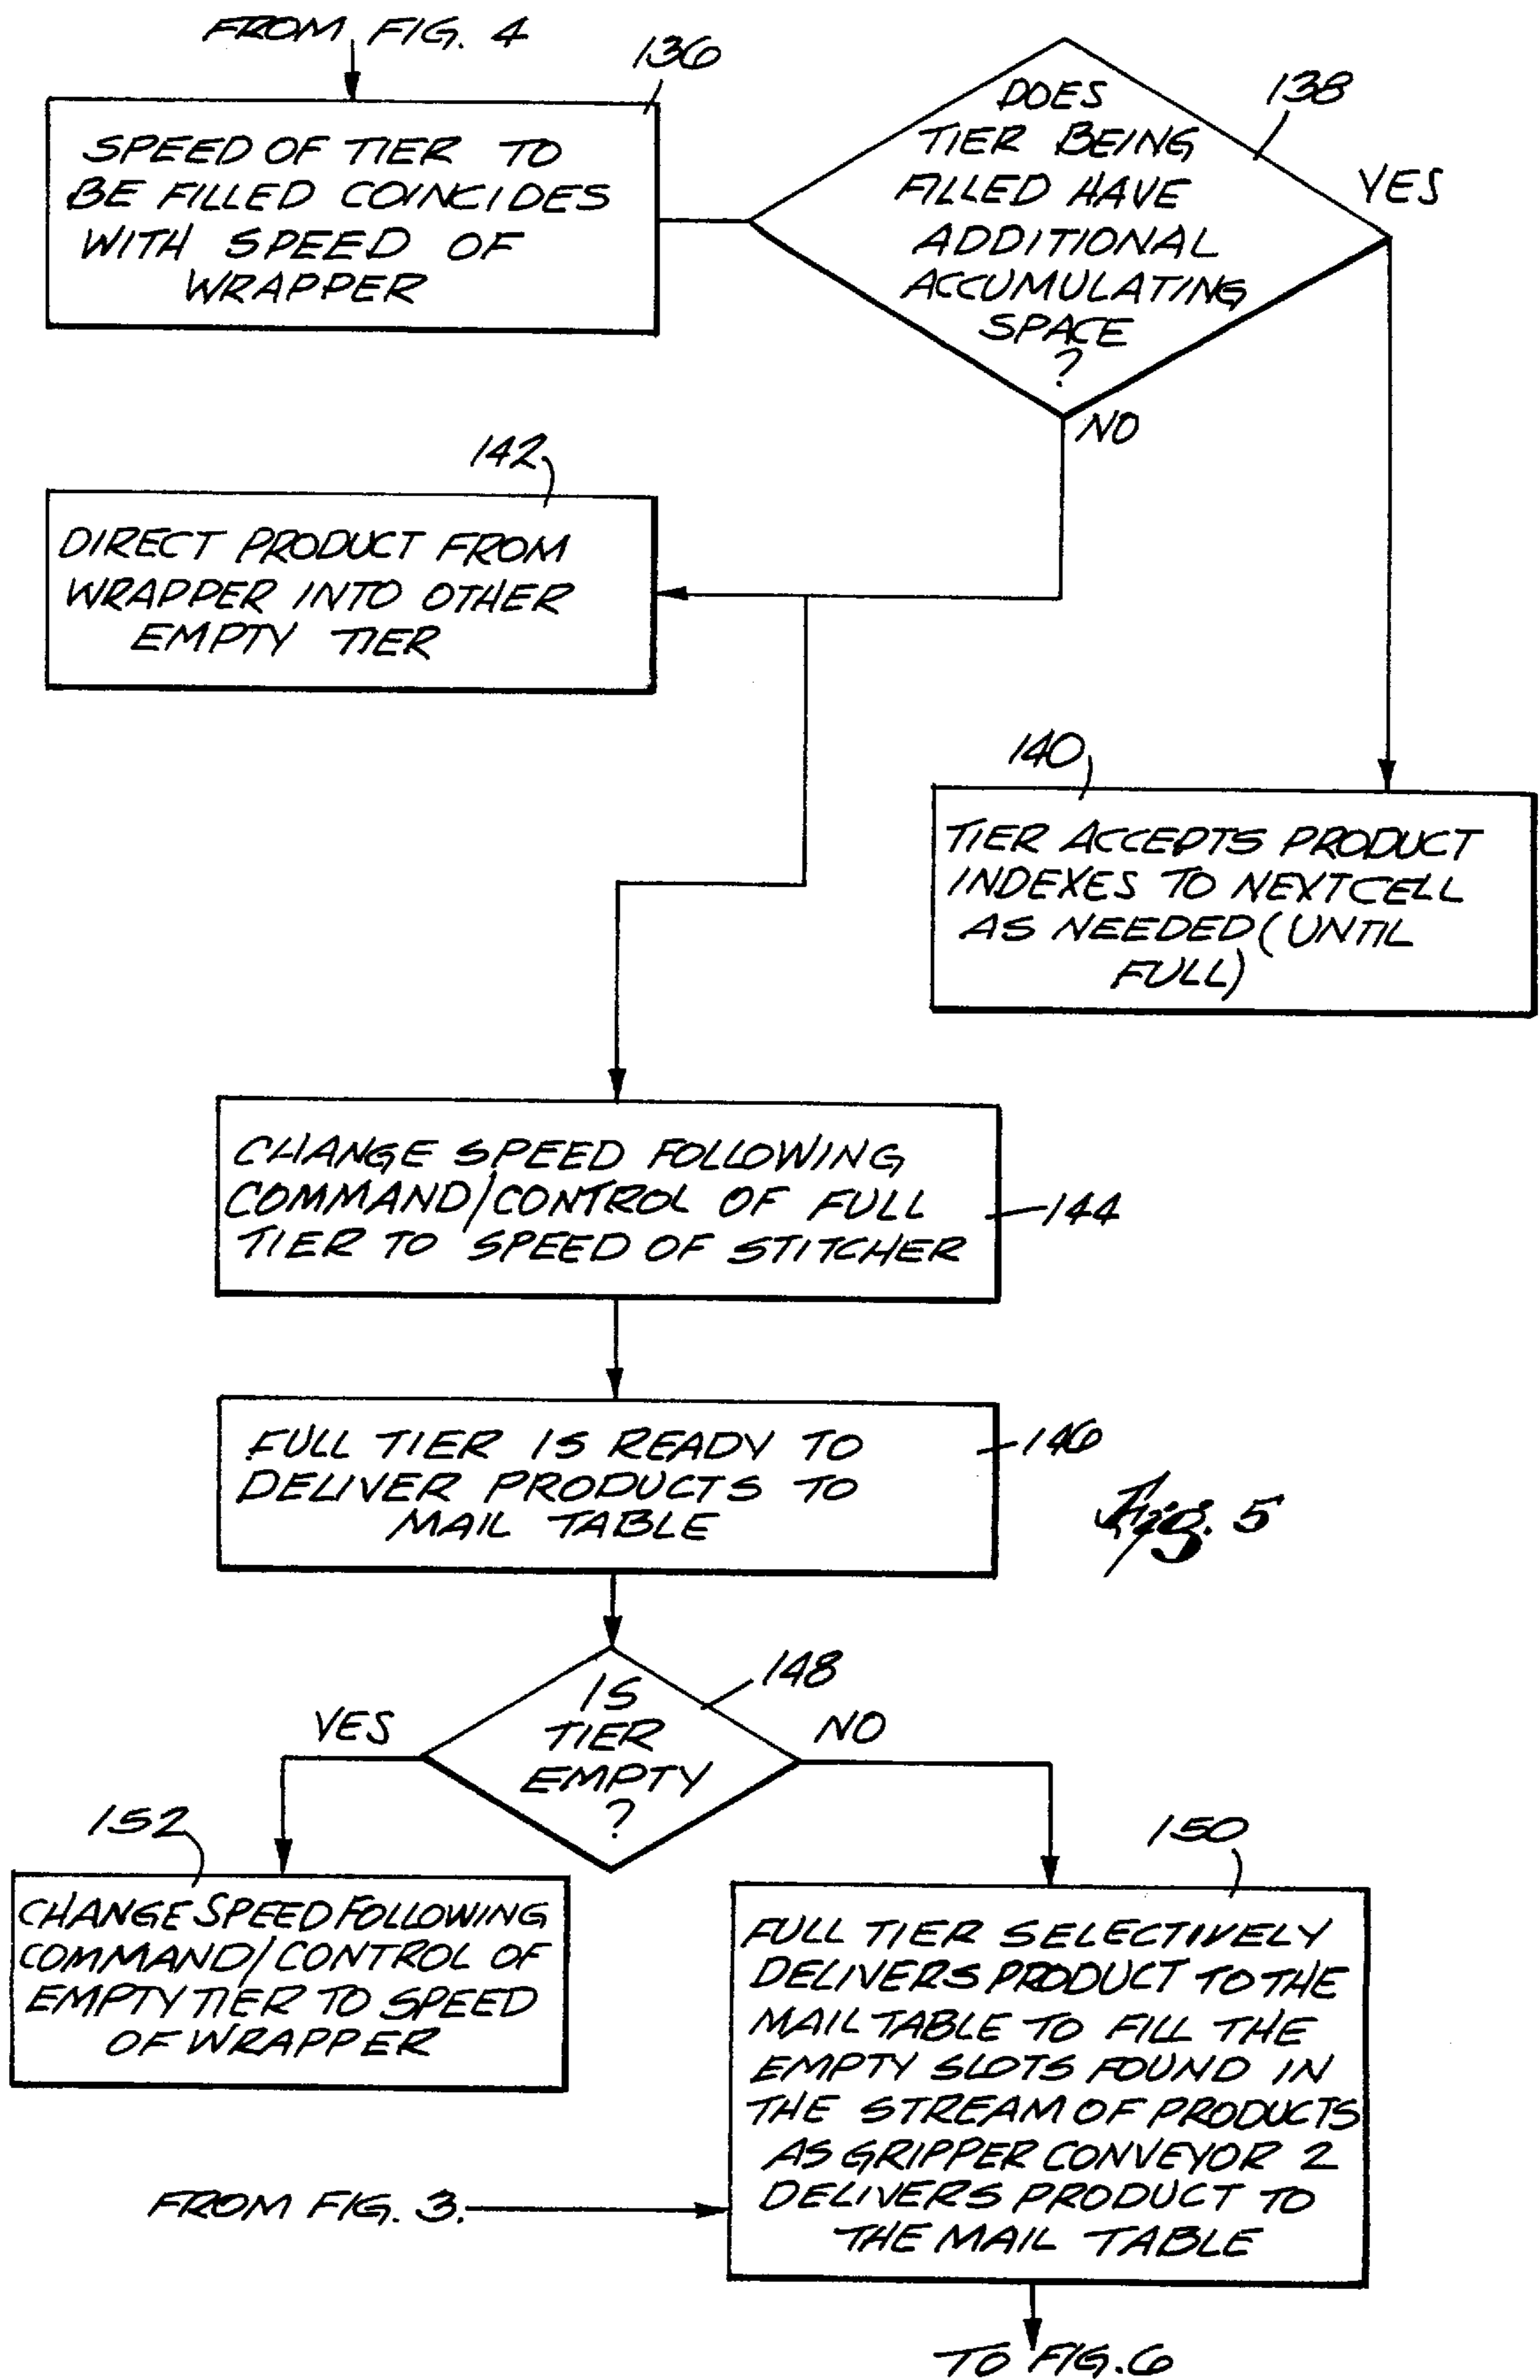 FROM FIG. 4
136
SPEED OF TIER TO
BE FILLED COINCIDES
WITH SPEED OF
WRAPPER
138
DOES
TIER BEING
FILLED HAVE
ADDITIONAL
ACCUMULATING
SPACE
?
YES
NO
142
DIRECT PRODUCT FROM
WRAPPER INTO OTHER
EMPTY TIER
140
TIER ACCEPTS PRODUCT
INDEXES TO NEXT CELL
AS NEEDED (UNTIL
FULL)
CHANGE SPEED FOLLOWING
COMMAND/CONTROL OF FULL
TIER TO SPEED OF STITCHER
144
FULL TIER IS READY TO
DELIVER PRODUCTS TO
MAIL TABLE
146
Fig. 5
148
IS
TIER
EMPTY
?
YES
NO
152
CHANGE SPEED FOLLOWING
COMMAND/CONTROL OF
EMPTY TIER TO SPEED
OF WRAPPER
150
FULL TIER SELECTIVELY
DELIVERS PRODUCT TO THE
MAIL TABLE TO FILL THE
EMPTY SLOTS FOUND IN
THE STREAM OF PRODUCTS
AS GRIPPER CONVEYOR 2
DELIVERS PRODUCT TO
THE MAIL TABLE
FROM FIG. 3.
TO FIG. 6